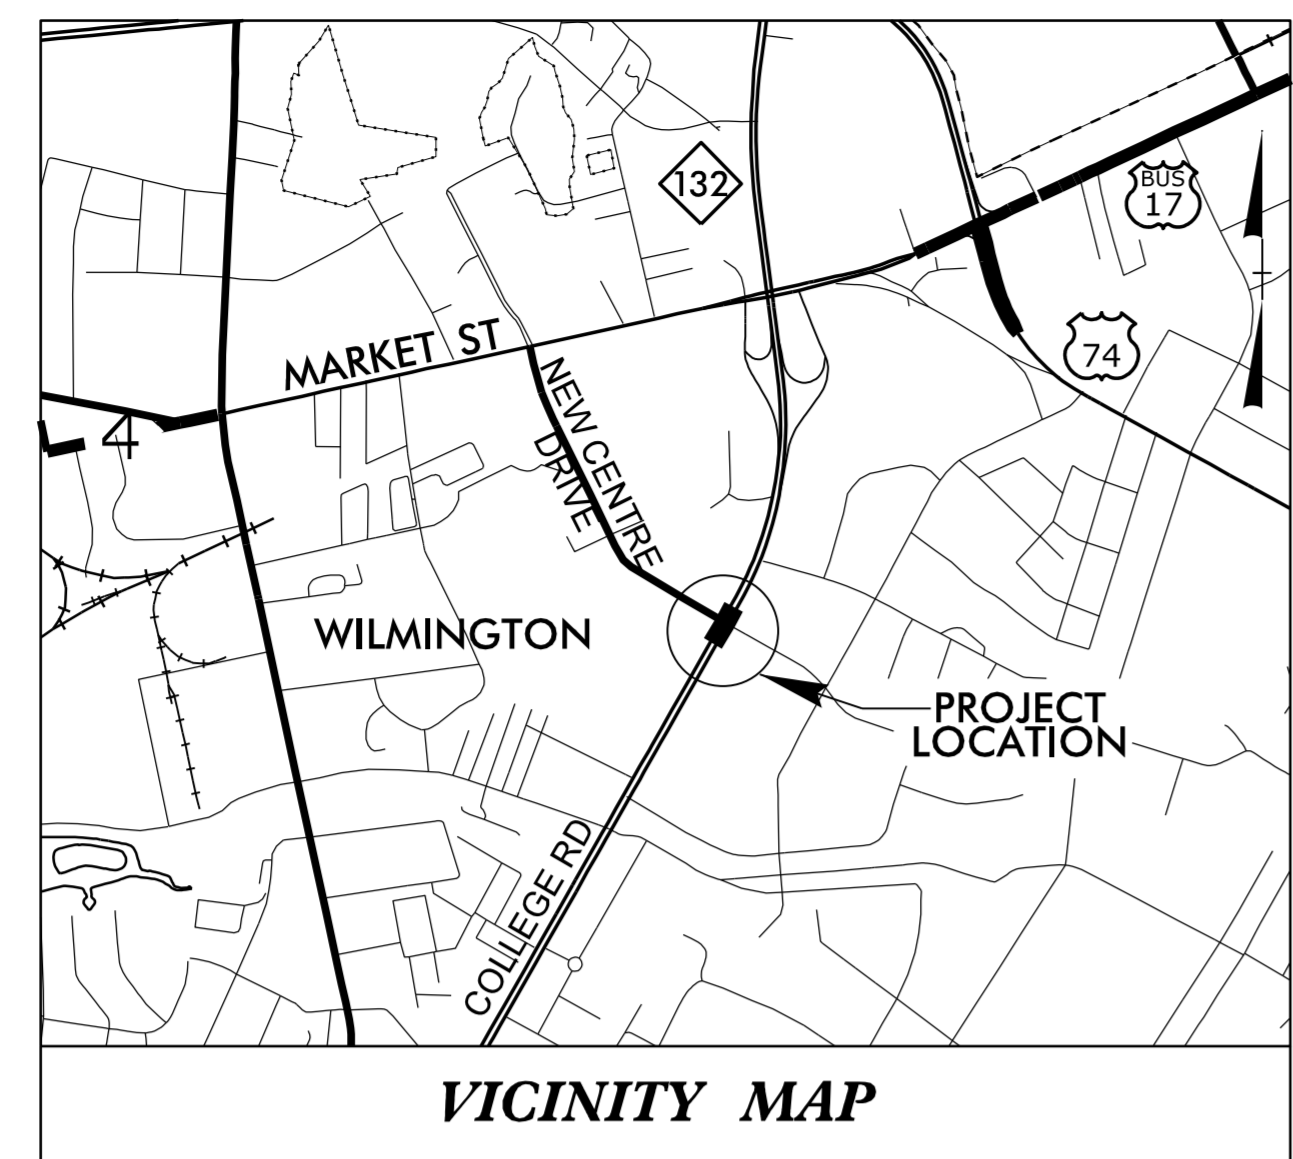 132
BUS
17
74
MARKET ST
NEW CENTRE
DRIVE
4
WILMINGTON
PROJECT
LOCATION
COLLEGE RD
VICINITY MAP